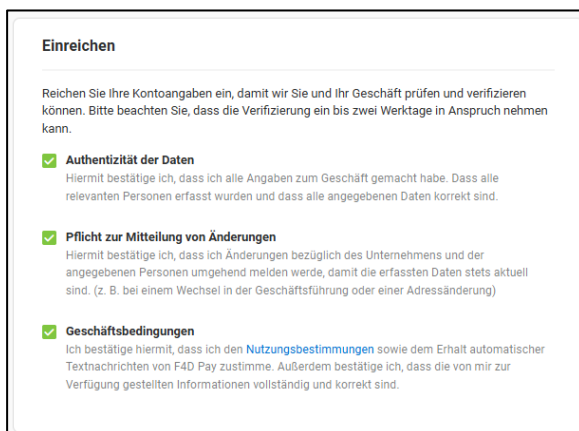 Einreichen
Reichen Sie Ihre Kontoangaben ein, damit wir Sie und Ihr Geschäft prüfen und verifizieren
können. Bitte beachten Sie, dass die Verifizierung ein bis zwei Werktage in Anspruch nehmen
kann.
Authentizität der Daten
Hiermit bestätige ich, dass ich alle Angaben zum Geschäft gemacht habe. Dass alle
relevanten Personen erfasst wurden und dass alle angegebenen Daten korrekt sind.
Pflicht zur Mitteilung von Änderungen
Hiermit bestätige ich, dass ich Änderungen bezüglich des Unternehmens und der
angegebenen Personen umgehend melden werde, damit die erfassten Daten stets aktuell
sind. (z. B. bei einem Wechsel in der Geschäftsführung oder einer Adressänderung)
Geschäftsbedingungen
Ich bestätige hiermit, dass ich den Nutzungsbestimmungen sowie dem Erhalt automatischer
Textnachrichten von F4D Pay zustimme. Außerdem bestätige ich, dass die von mir zur
Verfügung gestellten Informationen vollständig und korrekt sind.